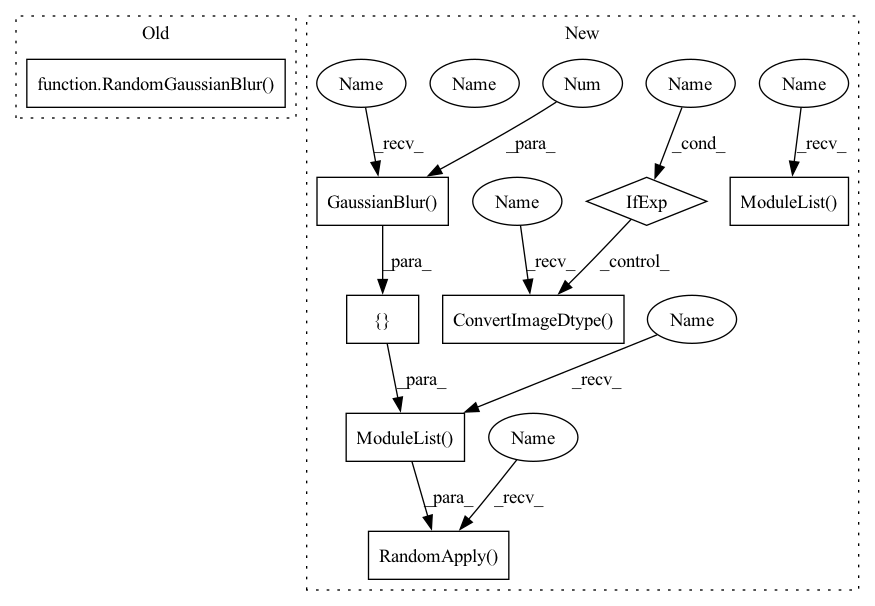 Old
New
function.RandomGaussianBlur()
Name
Name
Num
Name
Name
_recv_
_para_
_cond_
_recv_
GaussianBlur()
Name
IfExp
ModuleList()
_para_
_recv_
_control_
{}
ConvertImageDtype()
Name
_para_
_recv_
ModuleList()
Name
_para_
_recv_
RandomApply()